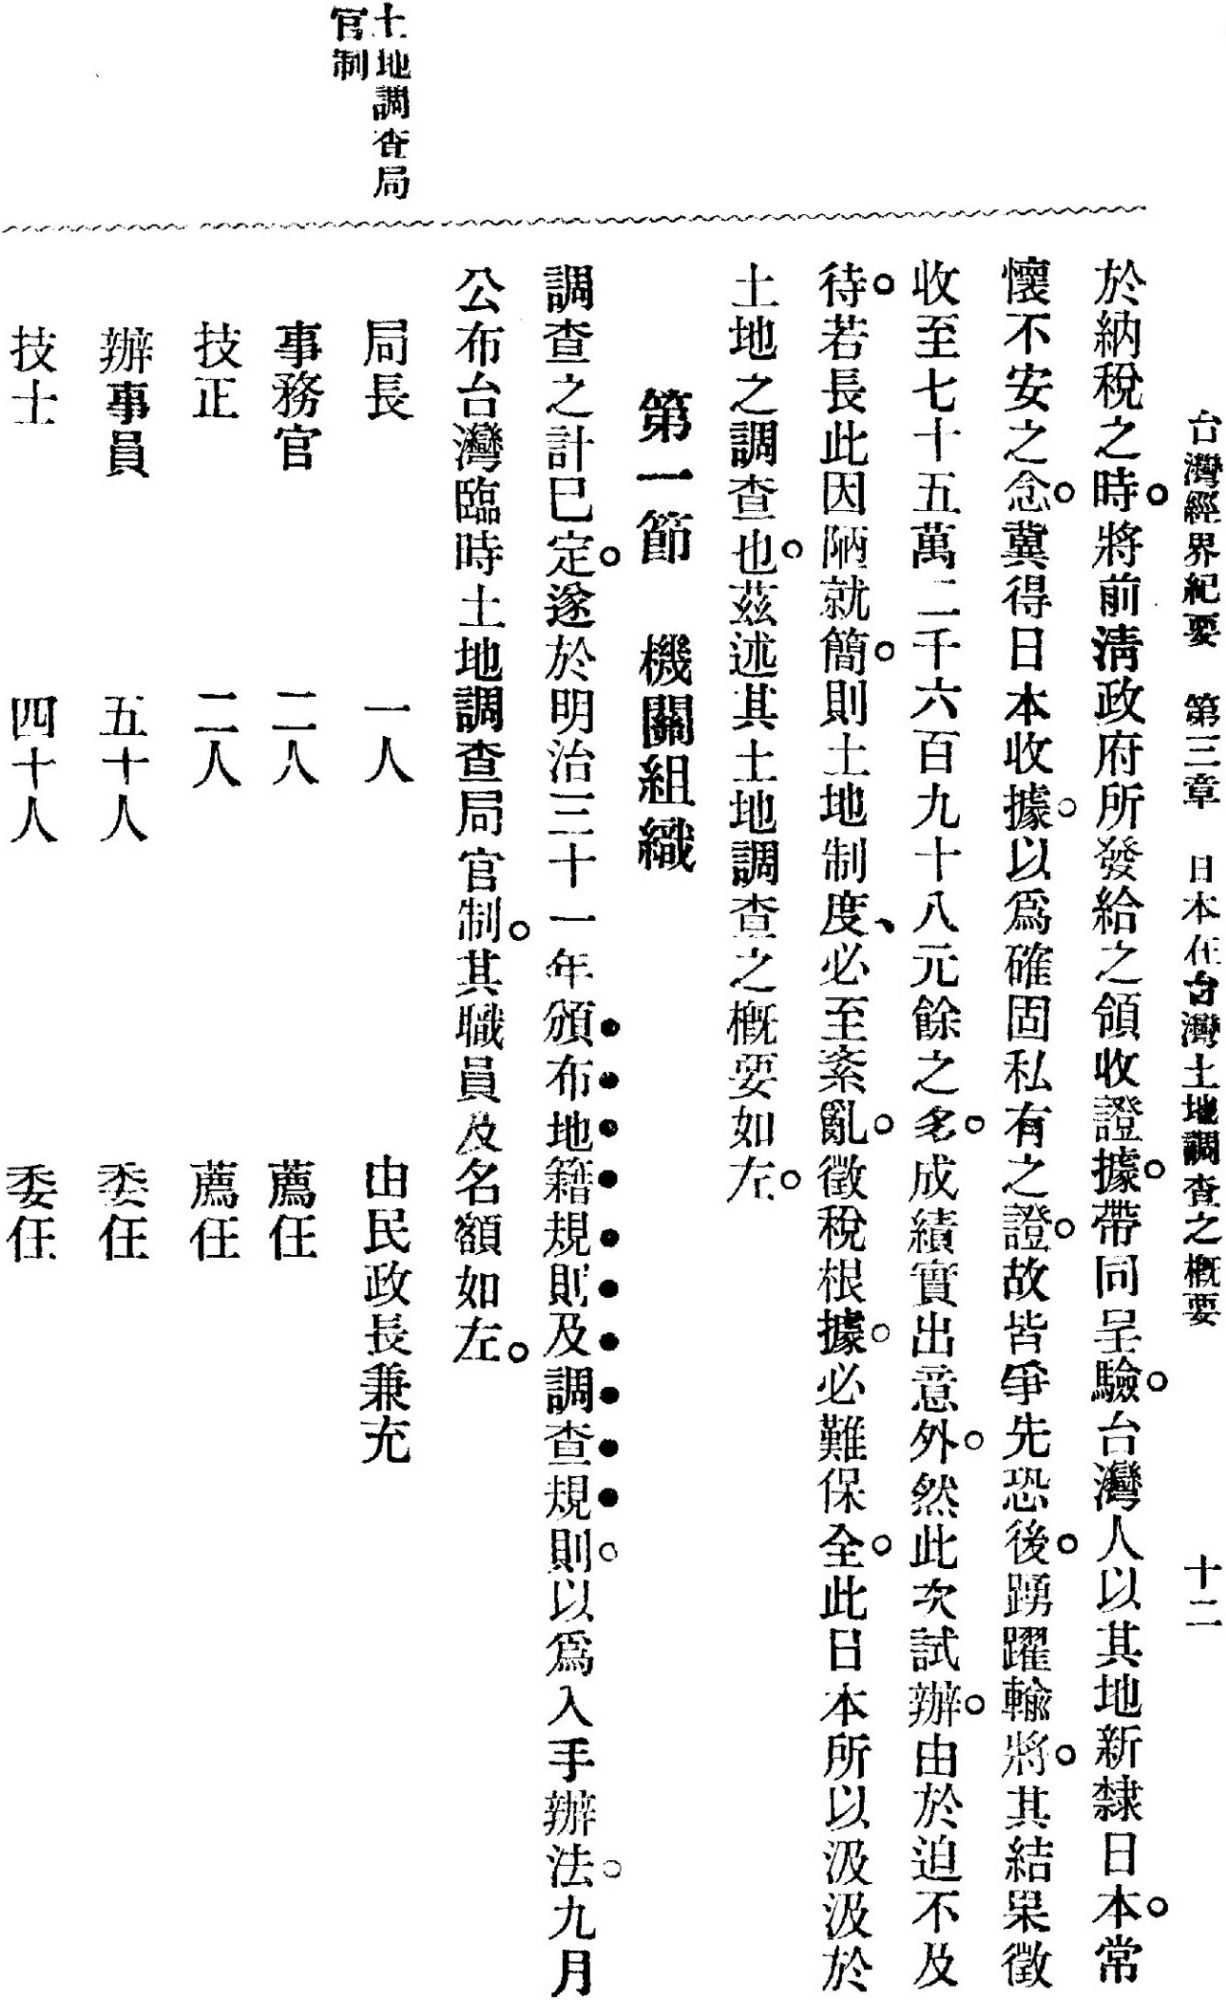 台灣經界紀要　第三章　日本在台灣土地調查之概要　十二
於納稅之時。將前淸政府所發給之領收證據。帶同呈驗。台灣人以其地新隸日本。常
懷不安之念。冀得日本收據。以爲確固私有之證。故皆爭先恐後。踴躍輸將。其結果徵
收至七十五萬二千六百九十八元餘之多。成績實出意外。然此次試辦。由於迫不及
待。若長此因陋就簡。則土地制度、必至紊亂。徵稅根據。必難保全。此日本所以汲汲於
土地之調查也。茲述其土地調查之槪要如左。
第一節　機關組織
調查之計已定。遂於明治三十一年頒布地籍規則及調查規則。以爲入手辦法。九月
公布台灣臨時土地調查局官制。其職員及名額如左。
土地調查局
官制
局長　一人　由民政長兼充
事務官　二人　薦任
技正　二人　薦任
辦事員　五十人　委任
技士　四十人　委任